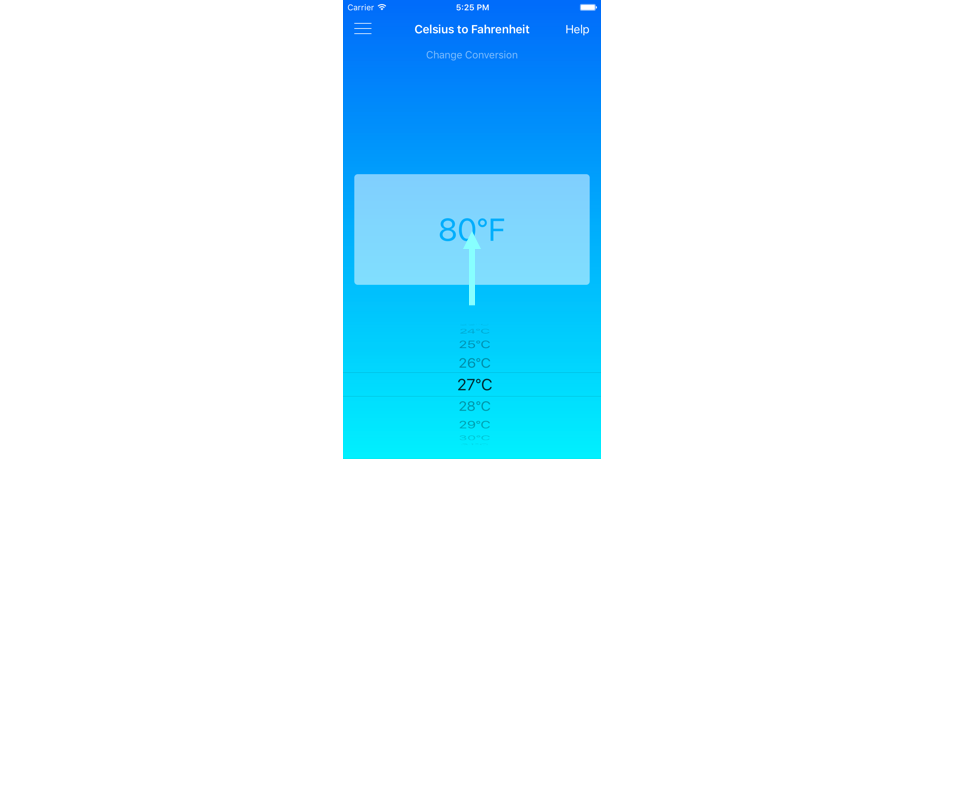 Carrier 5:25 PM
Celsius to Fahrenheit Help
Change Conversion
80°F
24°C
25°C
26°C
27°C
28°C
29°C
30°C